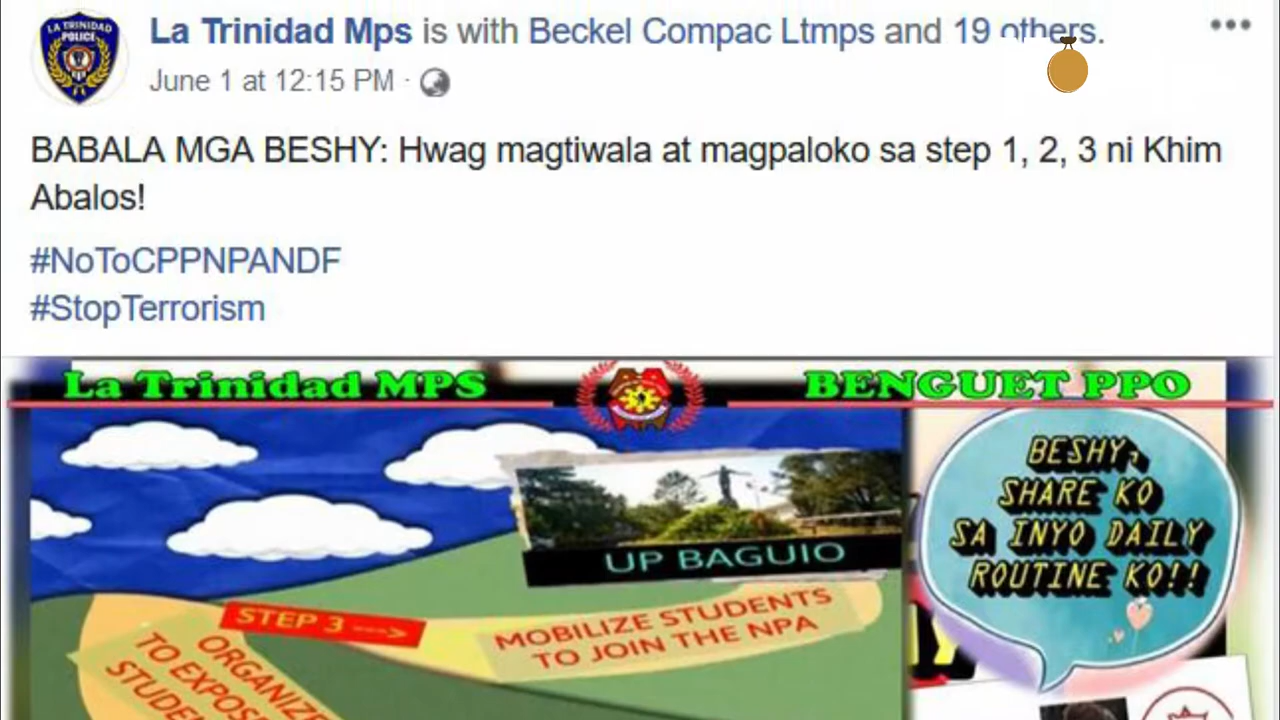 La Trinidad Mps is with Beckel Compac Ltmps and 19 others.
June 1 at 12:15 PM ·
BABALA MGA BESHY: Hwag magtiwala at magpaloko sa step 1, 2, 3 ni Khim
Abalos!
#NoToCPPNPANDF
#StopTerrorism
LA TRINIDAD
POLICE
La Trinidad MPS
BENGUET PPO
UP BAGUIO
STEP 3 --->
MOBILIZE STUDENTS
TO JOIN THE NPA
ORGANIZE
TO
BESHY,
SHARE KO
SA INYO DAILY
ROUTINE KO!!